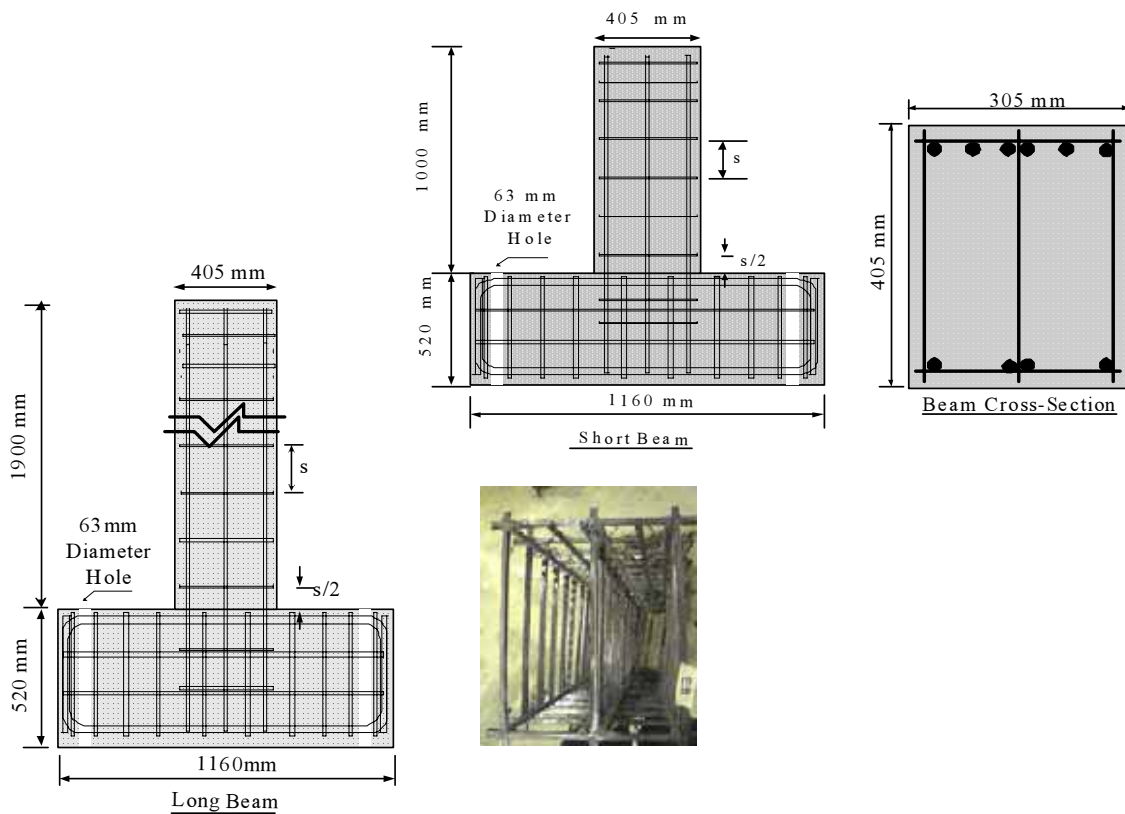 405 mm
1000 mm
s
63 mm
Diameter
Hole
s/2
520 mm
1160 mm
Short Beam
305 mm
405 mm
Beam Cross-Section
405 mm
1900 mm
s
63mm
Diameter
Hole
s/2
520 mm
1160mm
Long Beam